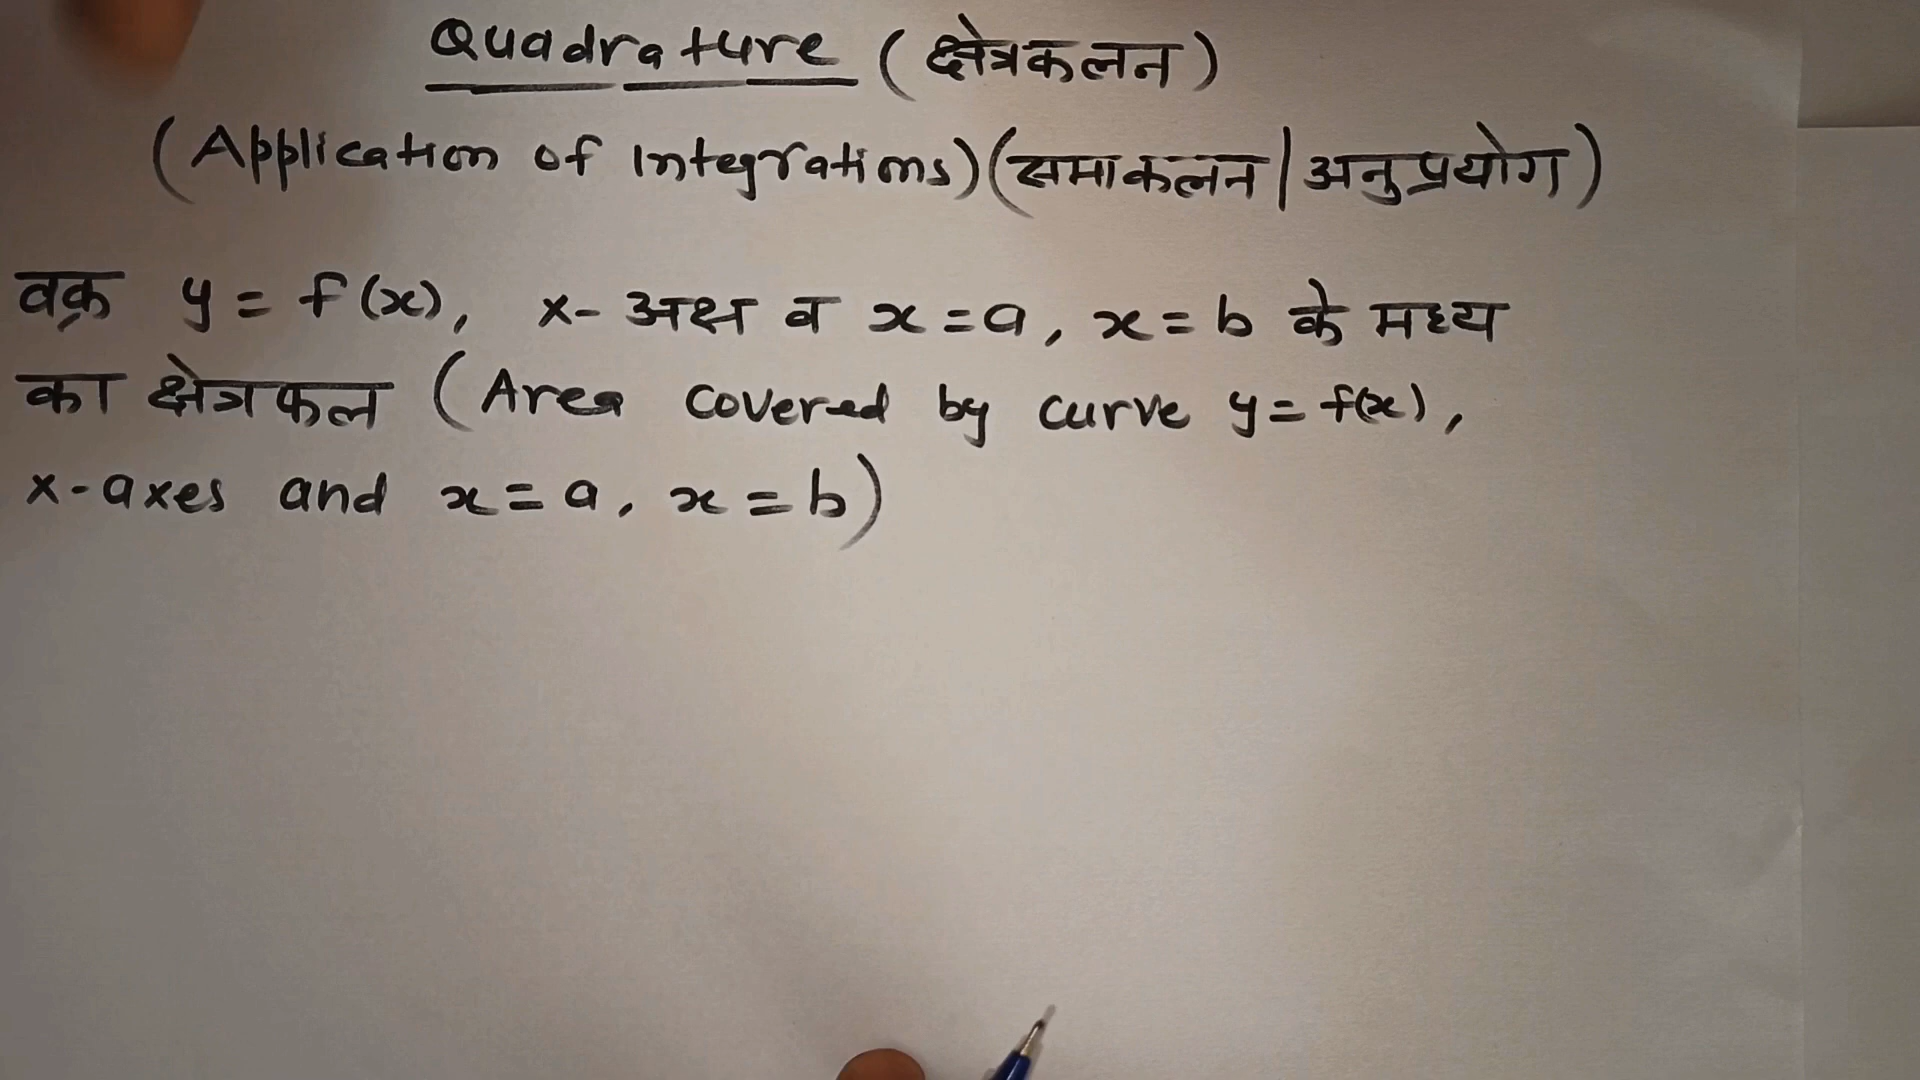 Quadrature (क्षेत्रकलन)
(Application of Integrations)(समाकलन|अनुप्रयोग)
वक्र y = f(x), x-अक्ष व x=a, x=b के मध्य
का क्षेत्रफल (Area covered by curve y=f(x),
x-axes and x=a, x=b)